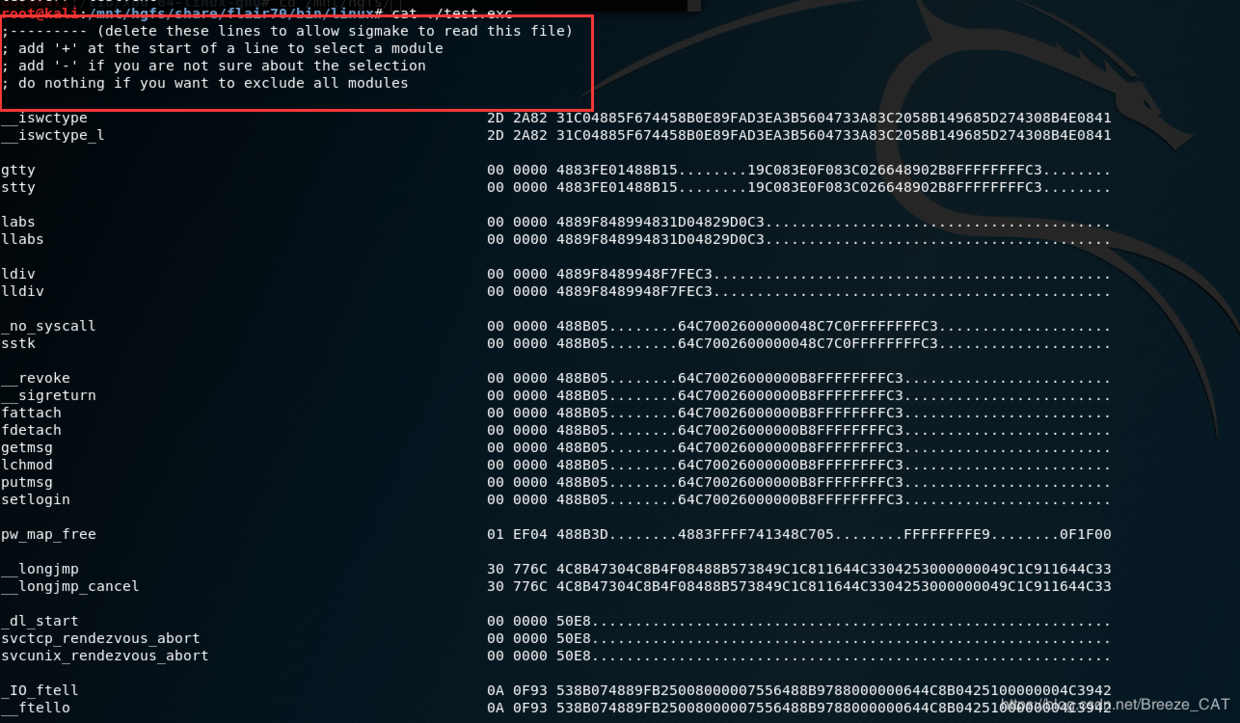 root@kali:/mnt/hgfs/share/flair70/bin/linux# cat ./test.exc
;--------- (delete these lines to allow sigmake to read this file)
; add '+' at the start of a line to select a module
; add '-' if you are not sure about the selection
; do nothing if you want to exclude all modules
__iswctype 2D 2A82 31C04885F674458B0E89FAD3EA3B5604733A83C2058B149685D274308B4E0841
__iswctype_l 2D 2A82 31C04885F674458B0E89FAD3EA3B5604733A83C2058B149685D274308B4E0841
gtty 00 0000 4883FE01488B15........19C083E0F083C026648902B8FFFFFFFFC3........
stty 00 0000 4883FE01488B15........19C083E0F083C026648902B8FFFFFFFFC3........
labs 00 0000 4889F848994831D04829D0C3........................................
llabs 00 0000 4889F848994831D04829D0C3........................................
ldiv 00 0000 4889F8489948F7FEC3..............................................
lldiv 00 0000 4889F8489948F7FEC3..............................................
_no_syscall 00 0000 488B05........64C7002600000048C7C0FFFFFFFFC3....................
sstk 00 0000 488B05........64C7002600000048C7C0FFFFFFFFC3....................
__revoke 00 0000 488B05........64C70026000000B8FFFFFFFFC3........................
__sigreturn 00 0000 488B05........64C70026000000B8FFFFFFFFC3........................
fattach 00 0000 488B05........64C70026000000B8FFFFFFFFC3........................
fdetach 00 0000 488B05........64C70026000000B8FFFFFFFFC3........................
getmsg 00 0000 488B05........64C70026000000B8FFFFFFFFC3........................
lchmod 00 0000 488B05........64C70026000000B8FFFFFFFFC3........................
putmsg 00 0000 488B05........64C70026000000B8FFFFFFFFC3........................
setlogin 00 0000 488B05........64C70026000000B8FFFFFFFFC3........................
pw_map_free 01 EF04 488B3D........4883FFFF741348C705........FFFFFFFFE9........0F1F00
__longjmp 30 776C 4C8B47304C8B4F08488B573849C1C811644C3304253000000049C1C911644C33
__longjmp_cancel 30 776C 4C8B47304C8B4F08488B573849C1C811644C3304253000000049C1C911644C33
_dl_start 00 0000 50E8............................................................
svctcp_rendezvous_abort 00 0000 50E8............................................................
svcunix_rendezvous_abort 00 0000 50E8............................................................
_IO_ftell 0A 0F93 538B074889FB25008000007556488B9788000000644C8B0425100000004C3942
__ftello 0A 0F93 538B074889FB25008000007556488B9788000000644C8B0425100000004C3942
https://blog.csdn.net/Breeze_CAT